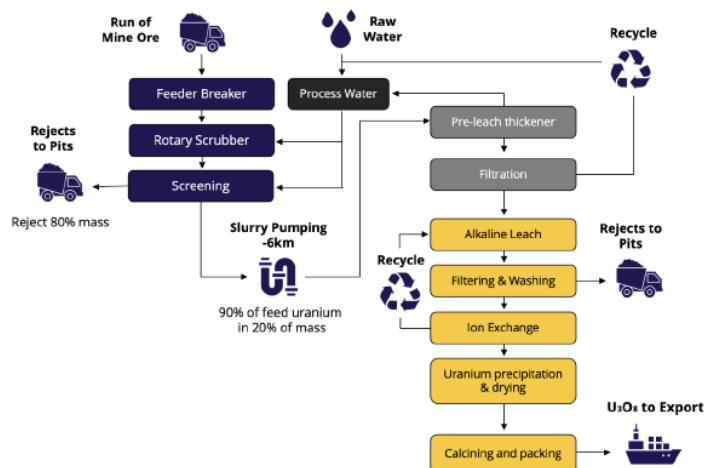 Run of
Mine Ore
Raw
Water
Recycle
Feeder Breaker
Process Water
Pre-leach thickener
Rotary Scrubber
Rejects
to Pits
Screening
Filtration
Reject 80% mass
Slurry Pumping
-6km
90% of feed uranium
in 20% of mass
Alkaline Leach
Recycle
Rejects to
Pits
Filtering & Washing
Ion Exchange
Uranium precipitation
& drying
U₃O₈ to Export
Calcining and packing